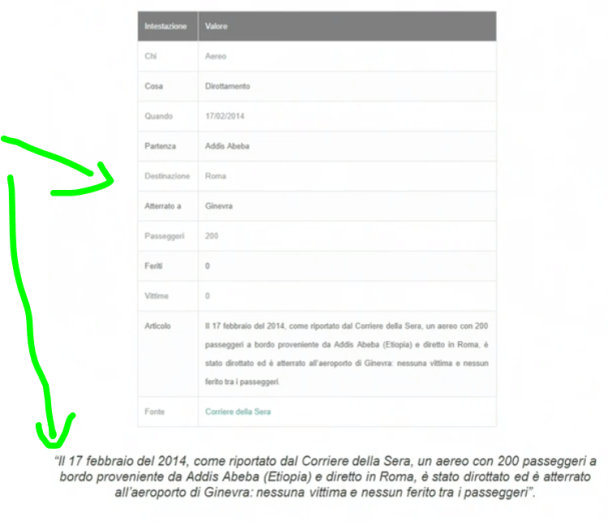 Intestazione Valore
Chi Aereo
Cosa Dirottamento
Quando 17/02/2014
Partenza Addis Abeba
Destinazione Roma
Atterrato a Ginevra
Passeggeri 200
Feriti 0
Vittime 0
Articolo Il 17 febbraio del 2014, come riportato dal Corriere della Sera, un aereo con 200
passeggeri a bordo proveniente da Addis Abeba (Etiopia) e diretto in Roma, è
stato dirottato ed è atterrato all'aeroporto di Ginevra: nessuna vittima e nessun
ferito tra i passeggeri.
Fonte Corriere della Sera
"Il 17 febbraio del 2014, come riportato dal Corriere della Sera, un aereo con 200 passeggeri a
bordo proveniente da Addis Abeba (Etiopia) e diretto in Roma, è stato dirottato ed è atterrato
all'aeroporto di Ginevra: nessuna vittima e nessun ferito tra i passeggeri".